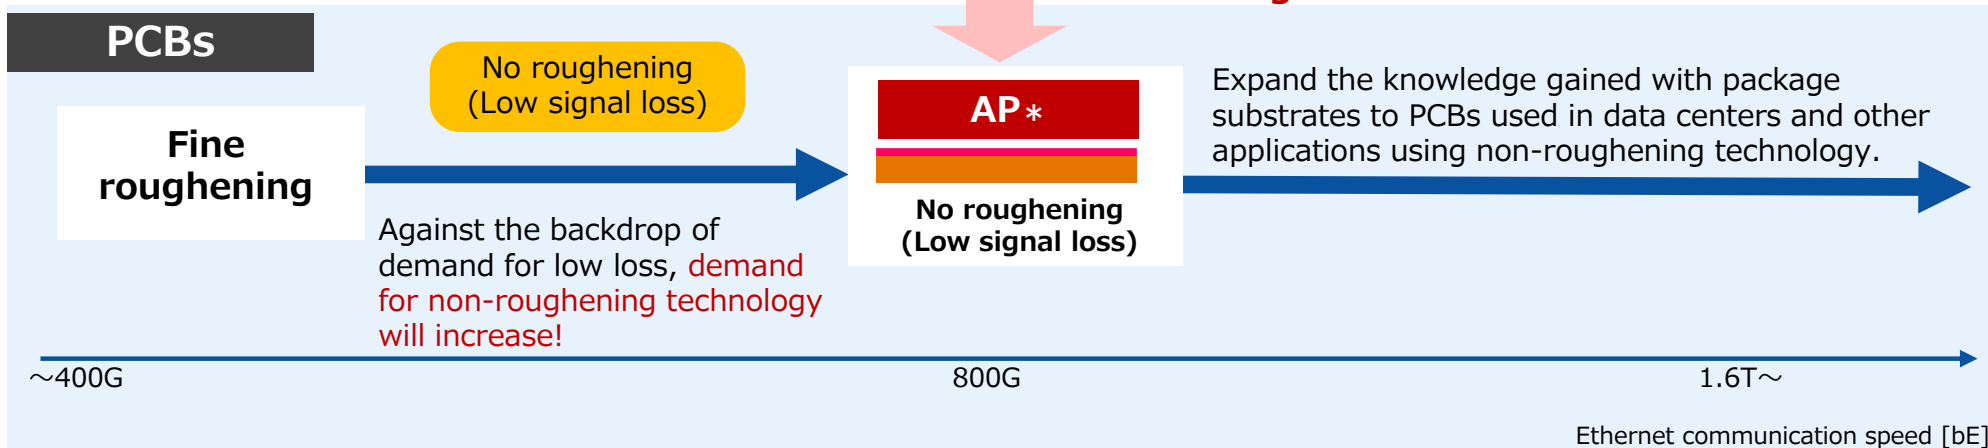 PCBs
No roughening
(Low signal loss)
Fine
roughening
Against the backdrop of
demand for low loss, demand
for non-roughening technology
will increase!
AP*
No roughening
(Low signal loss)
Expand the knowledge gained with package
substrates to PCBs used in data centers and other
applications using non-roughening technology.
～400G
800G
1.6T～
Ethernet communication speed [bE]